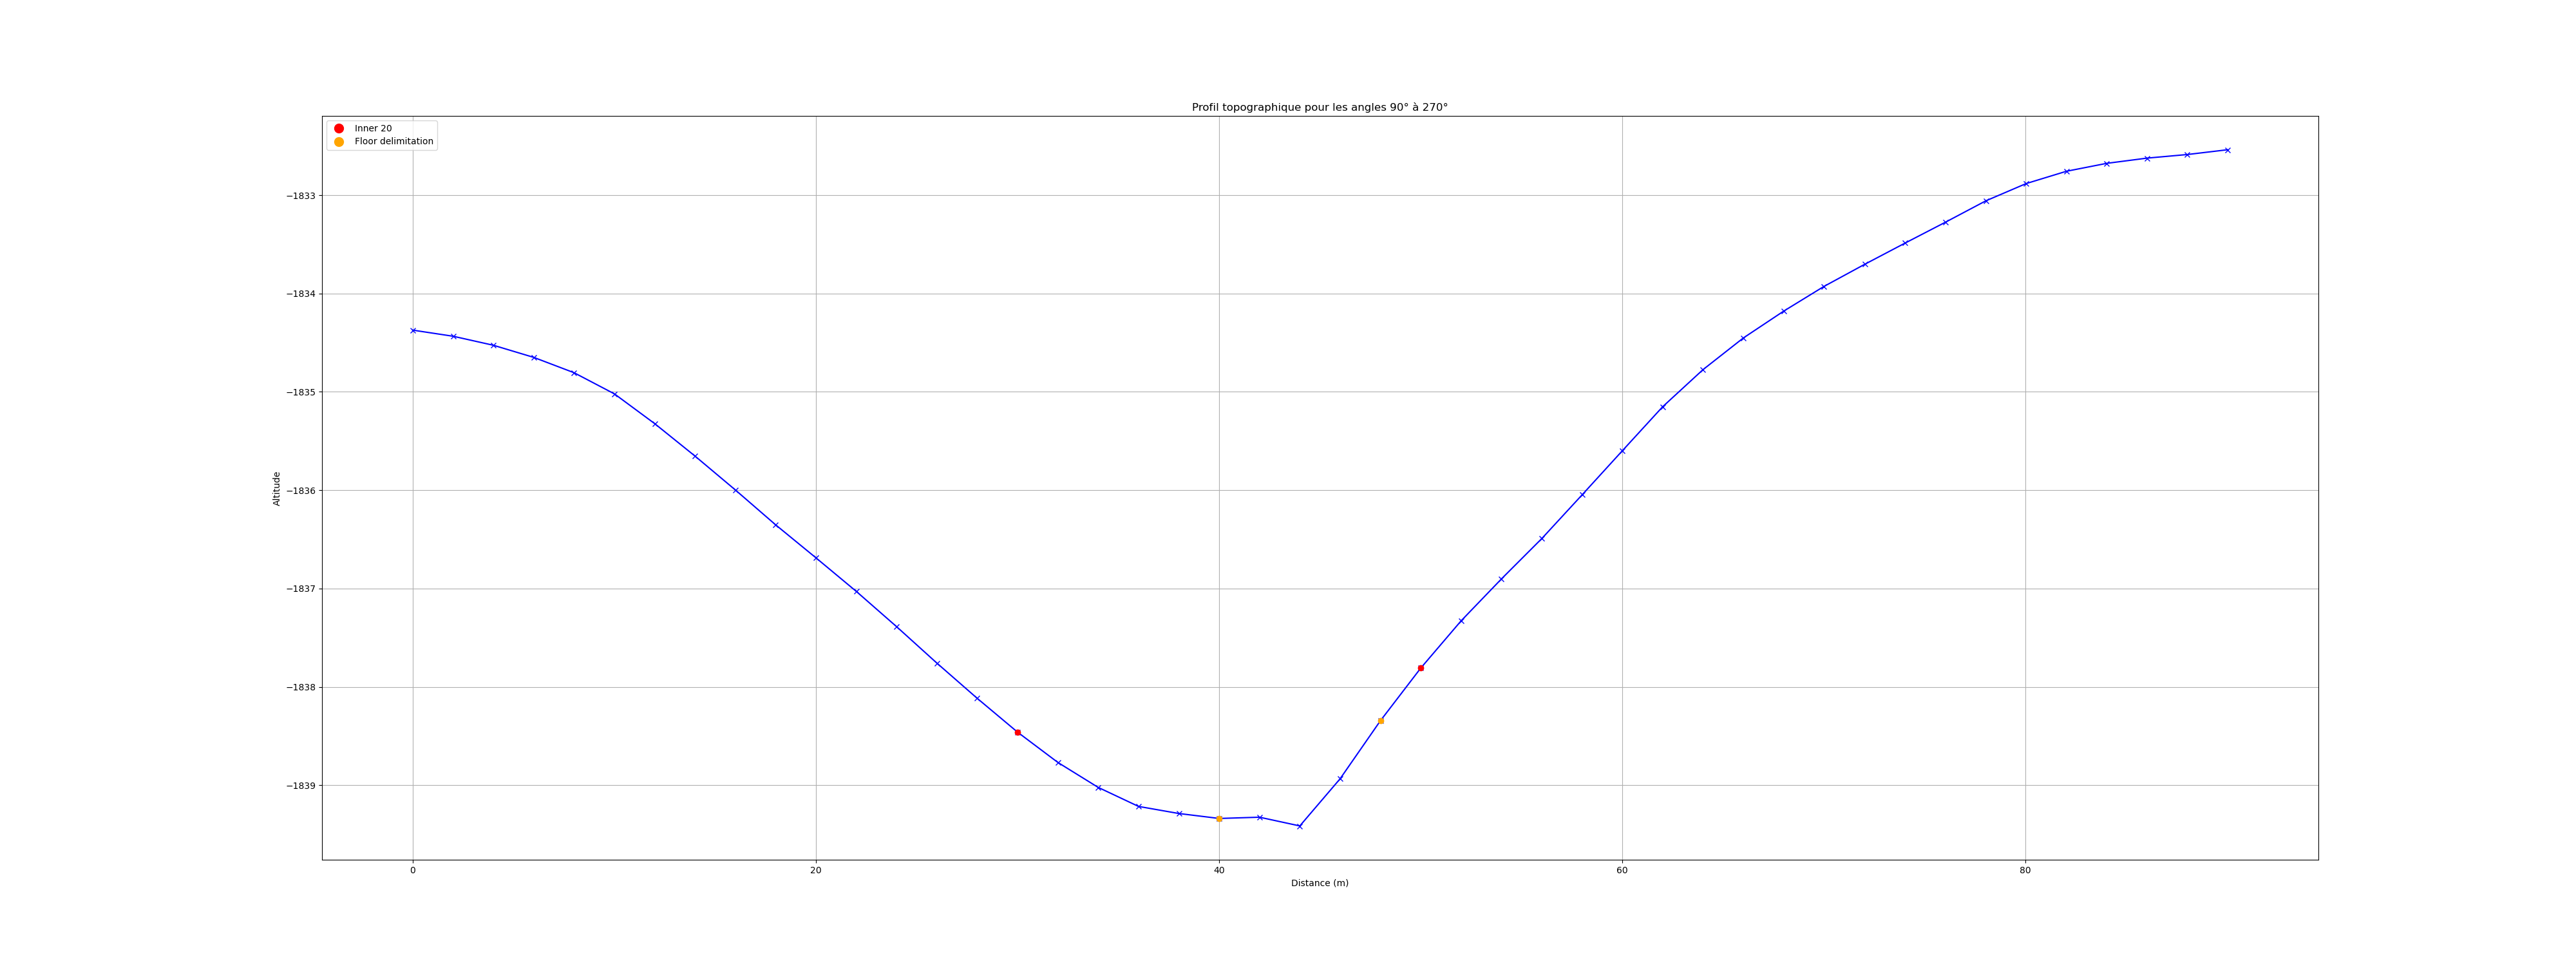 Profil topographique pour les angles 90° à 270°
Inner 20
Floor delimitation
−1833
−1834
−1835
−1836
−1837
−1838
−1839
Altitude
0
20
40
60
80
Distance (m)